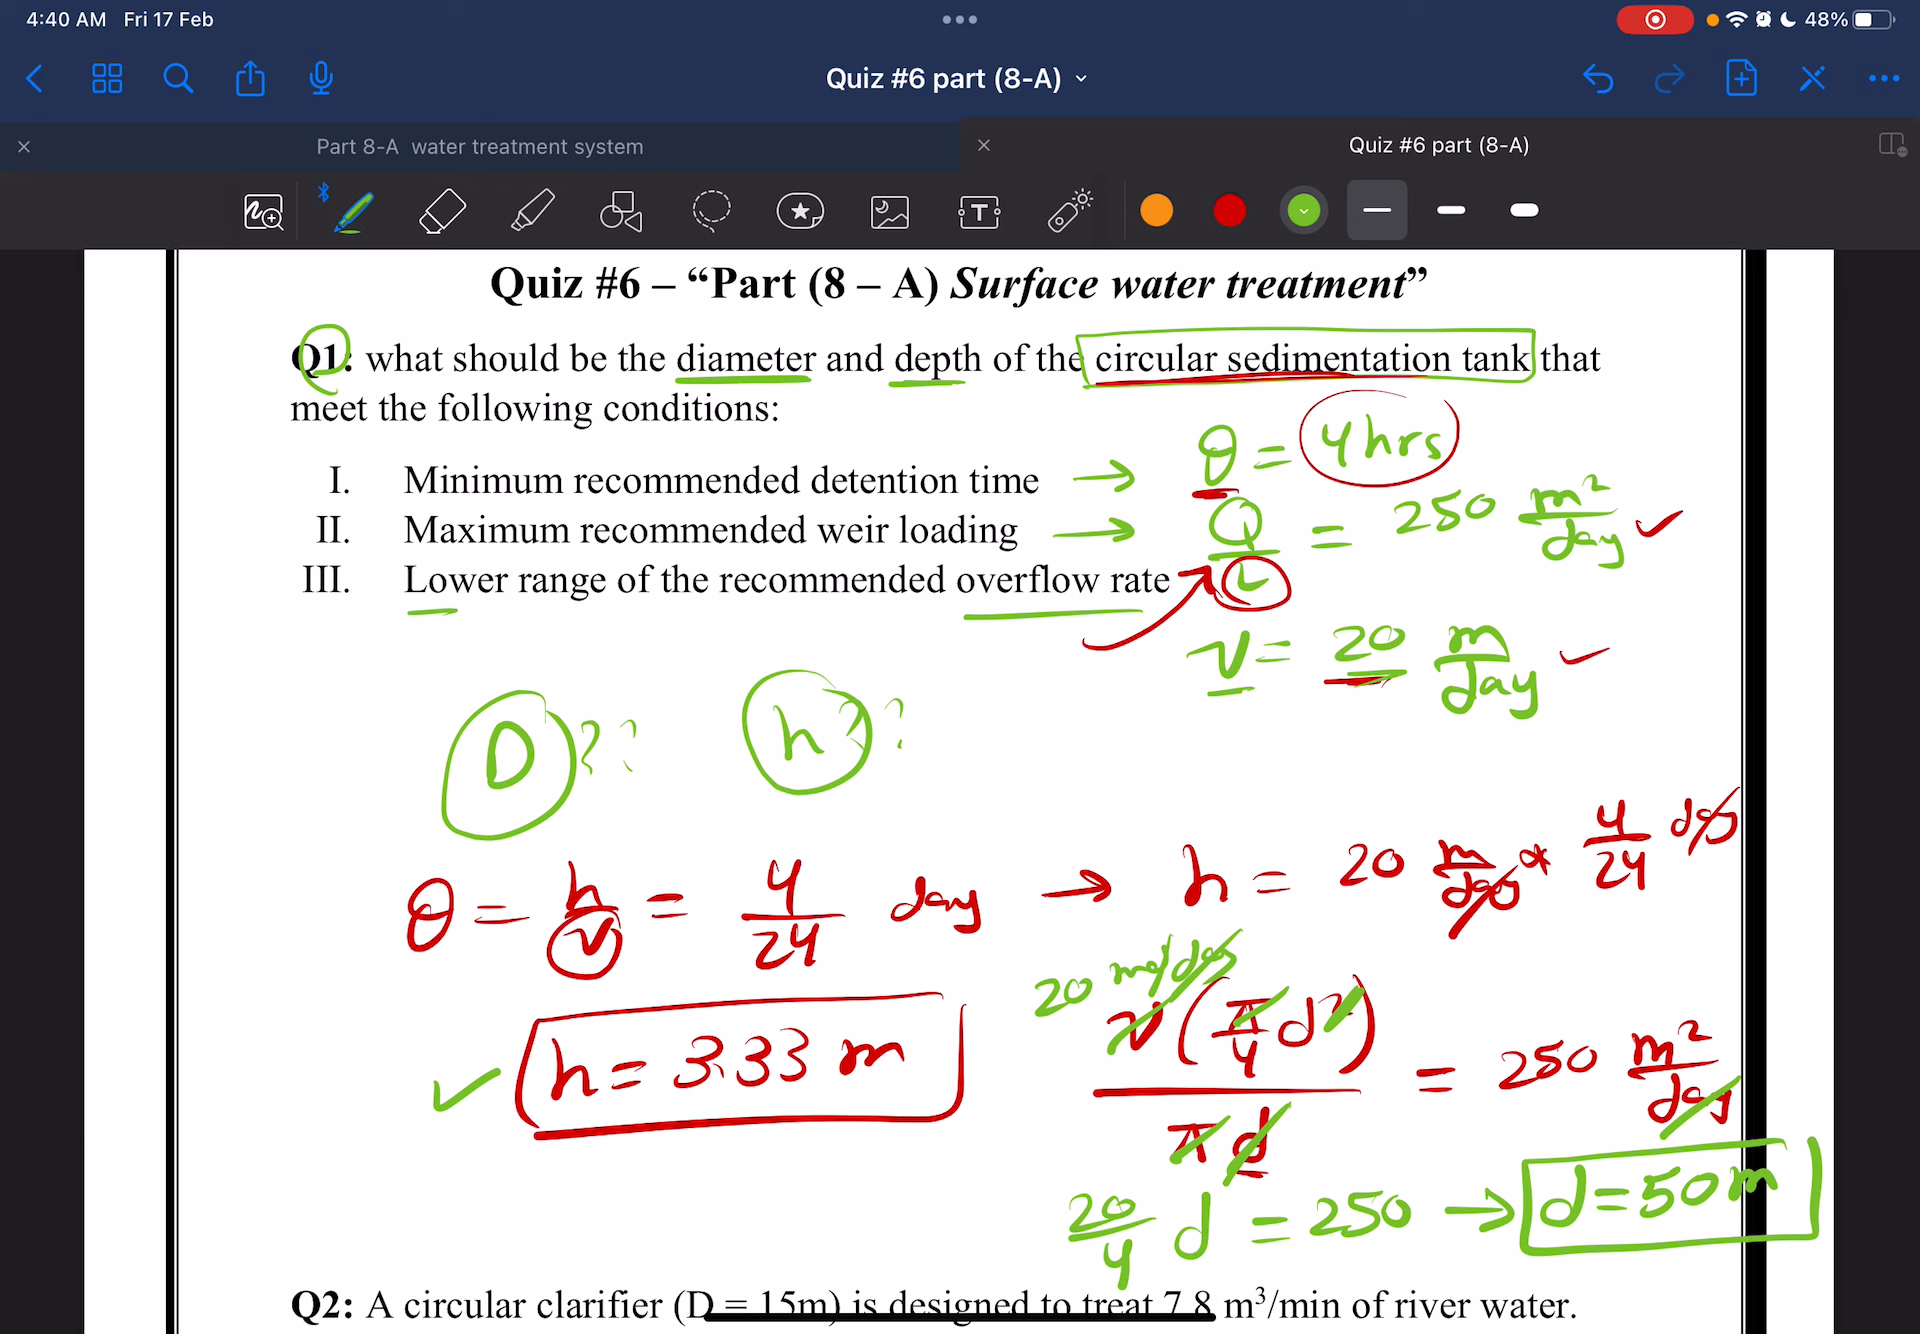 4:40 AM Fri 17 Feb
48%
Quiz #6 part (8-A)
Part 8-A water treatment system
Quiz #6 part (8-A)
T
Quiz #6 – “Part (8 – A) Surface water treatment”
Q1: what should be the diameter and depth of the circular sedimentation tank that
meet the following conditions:
I. Minimum recommended detention time → θ = 4 hrs
II. Maximum recommended weir loading → Q/L = 250 m²/day
III. Lower range of the recommended overflow rate
v = 20 m/day
D ?? h ??
θ = h/v = 4/24 day → h = 20 m/day * 4/24 day
20 m/day
h = 3.33 m
v(π/4 d²)/πd = 250 m²/day
20/4 d = 250 → d = 50m
Q2: A circular clarifier (D = 15m) is designed to treat 7.8 m³/min of river water.